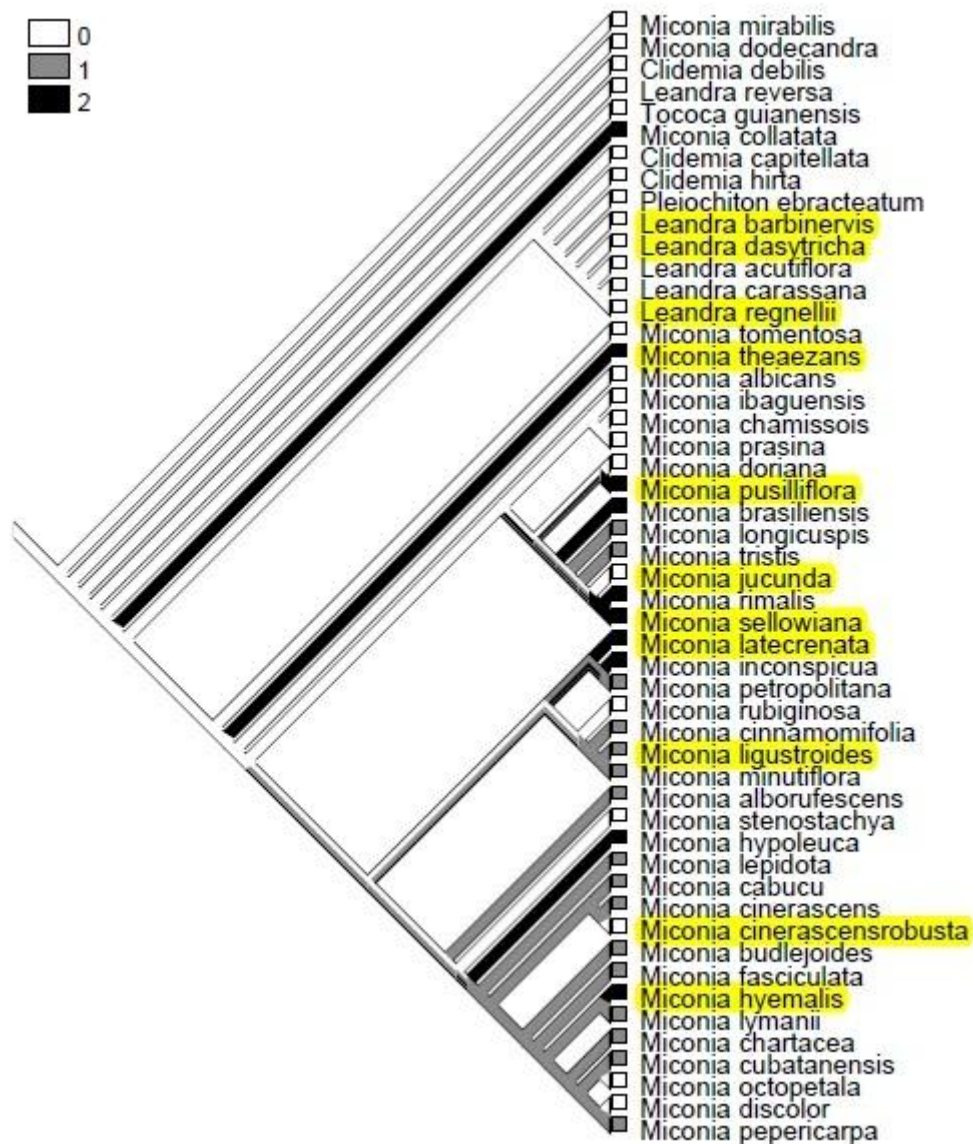 0
1
2
Miconia mirabilis
Miconia dodecandra
Clidemia debilis
Leandra reversa
Tococa guianensis
Miconia collatata
Clidemia capitellata
Clidemia hirta
Pleiochiton ebracteatum
Leandra barbinervis
Leandra dasytricha
Leandra acutiflora
Leandra carassana
Leandra regnellii
Miconia tomentosa
Miconia theaezans
Miconia albicans
Miconia ibaguensis
Miconia chamissois
Miconia prasina
Miconia doriana
Miconia pusilliflora
Miconia brasiliensis
Miconia longicuspis
Miconia tristis
Miconia jucunda
Miconia rimalis
Miconia sellowiana
Miconia latecrenata
Miconia inconspicua
Miconia petropolitana
Miconia rubiginosa
Miconia cinnamomifolia
Miconia ligustroides
Miconia minutiflora
Miconia alborufescens
Miconia stenostachya
Miconia hypoleuca
Miconia lepidota
Miconia cabucu
Miconia cinerascens
Miconia cinerascensrobusta
Miconia budlejoides
Miconia fasciculata
Miconia hyemalis
Miconia lymanii
Miconia chartacea
Miconia cubatanensis
Miconia octopetala
Miconia discolor
Miconia pepericarpa